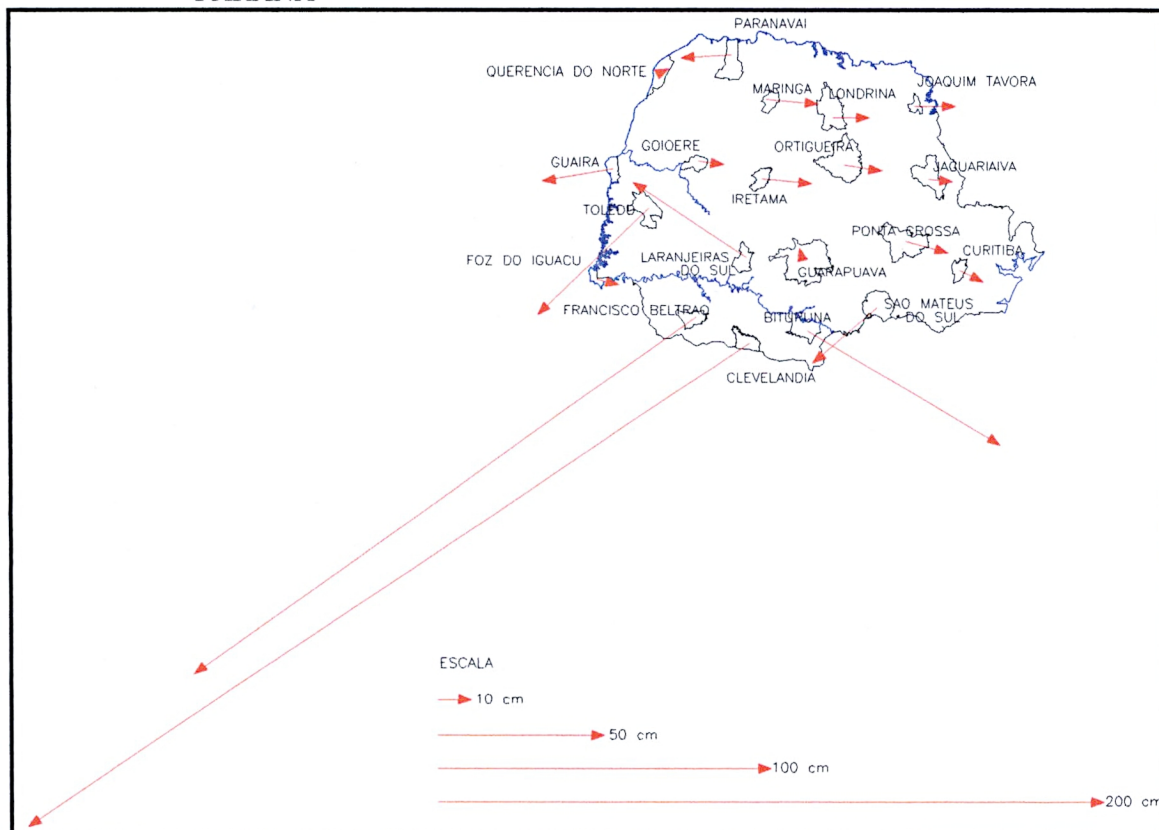 PARANAVAI
QUERENCIA DO NORTE
JOAQUIM TAVORA
MARINGA
LONDRINA
GOIOERE
ORTIGUEIRA
GUAIRA
JAGUARIAIVA
IRETAMA
TOLEDO
PONTA GROSSA
CURITIBA
FOZ DO IGUACU
LARANJEIRAS
DO SUL
GUARAPUAVA
FRANCISCO BELTRAO
BITURUNA
SAO MATEUS
DO SUL
CLEVELANDIA
ESCALA
10 cm
50 cm
100 cm
200 cm